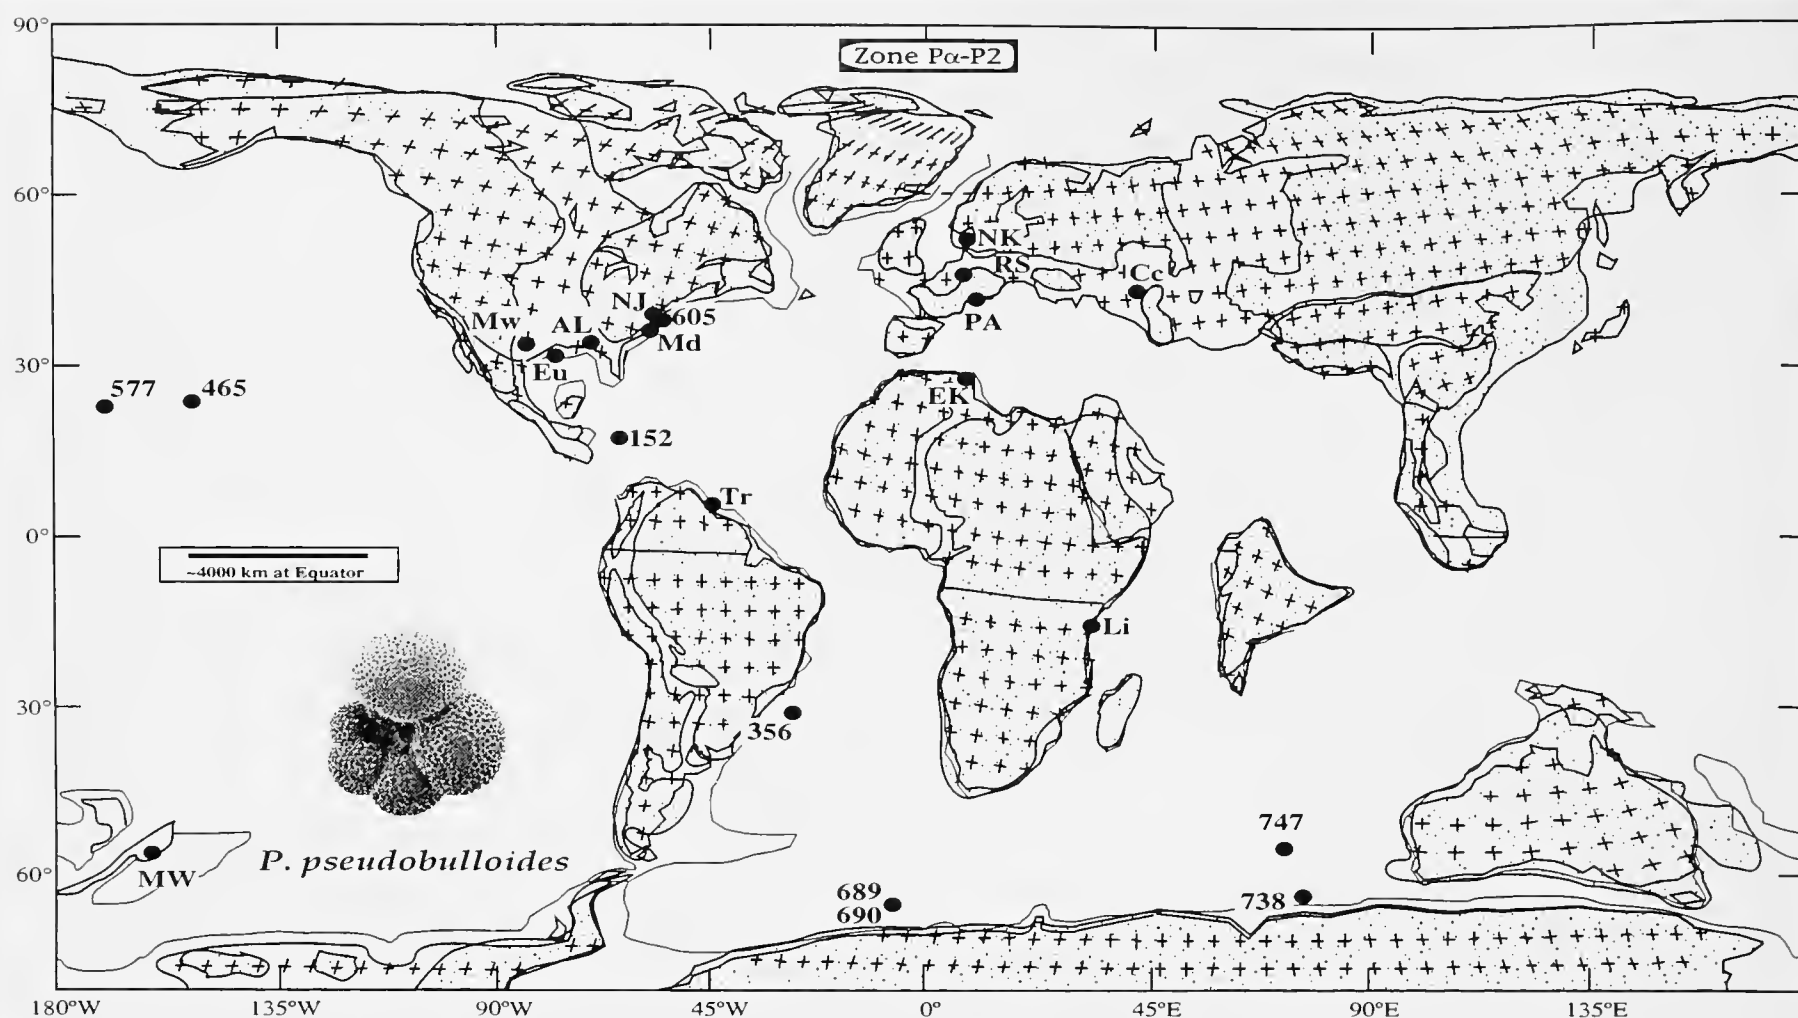 90°
Zone Pα-P2
60°
NK
RS
Cc
NJ
605
Mw
AL
PA
Md
30°
Eu
577
465
EK
152
Tr
0°
~4000 km at Equator
Li
30°
356
747
MW
P. pseudobulloides
60°
689
738
690
180°W
135°W
90°W
45°W
0°
45°E
90°E
135°E